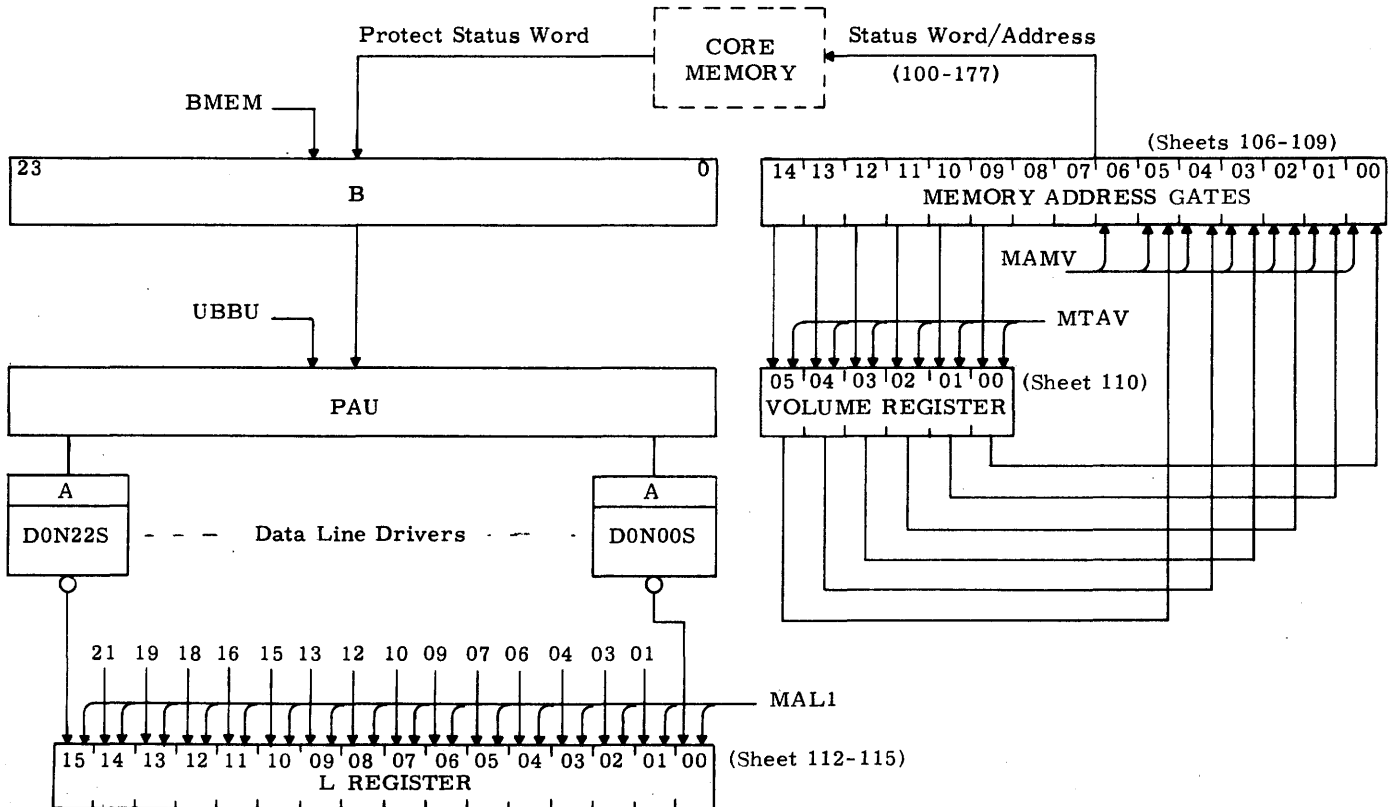 Protect Status Word
CORE
MEMORY
Status Word/Address
(100-177)
BMEM
(Sheets 106-109)
23
0
B
14 13 12 11 10 09 08 07 06 05 04 03 02 01 00
MEMORY ADDRESS GATES
MAMV
UBBU
MTAV
05 04 03 02 01 00
(Sheet 110)
VOLUME REGISTER
PAU
A
A
D0N22S
Data Line Drivers
D0N00S
21 19 18 16 15 13 12 10 09 07 06 04 03 01
MAL1
15 14 13 12 11 10 09 08 07 06 05 04 03 02 01 00
(Sheet 112-115)
L REGISTER